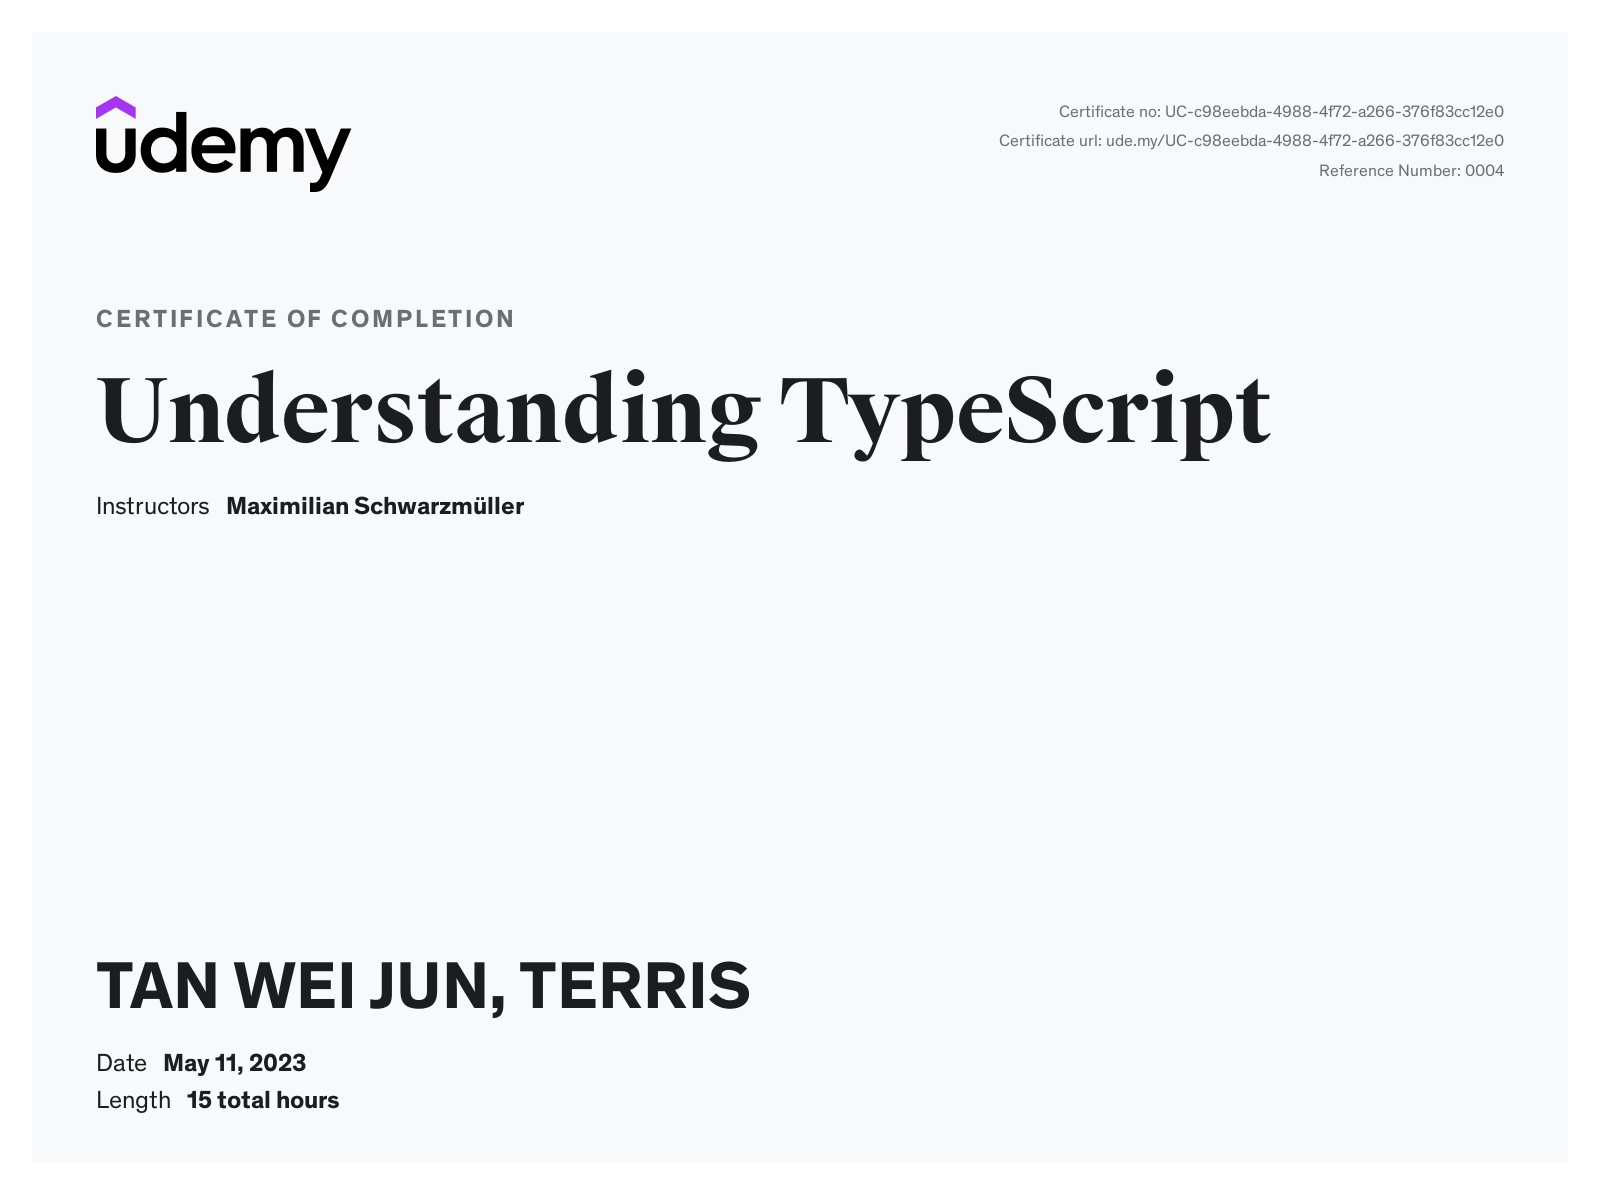 udemy
Certificate no: UC-c98eebda-4988-4f72-a266-376f83cc12e0
Certificate url: ude.my/UC-c98eebda-4988-4f72-a266-376f83cc12e0
Reference Number: 0004
CERTIFICATE OF COMPLETION
Understanding TypeScript
Instructors Maximilian Schwarzmüller
TAN WEI JUN, TERRIS
Date May 11, 2023
Length 15 total hours